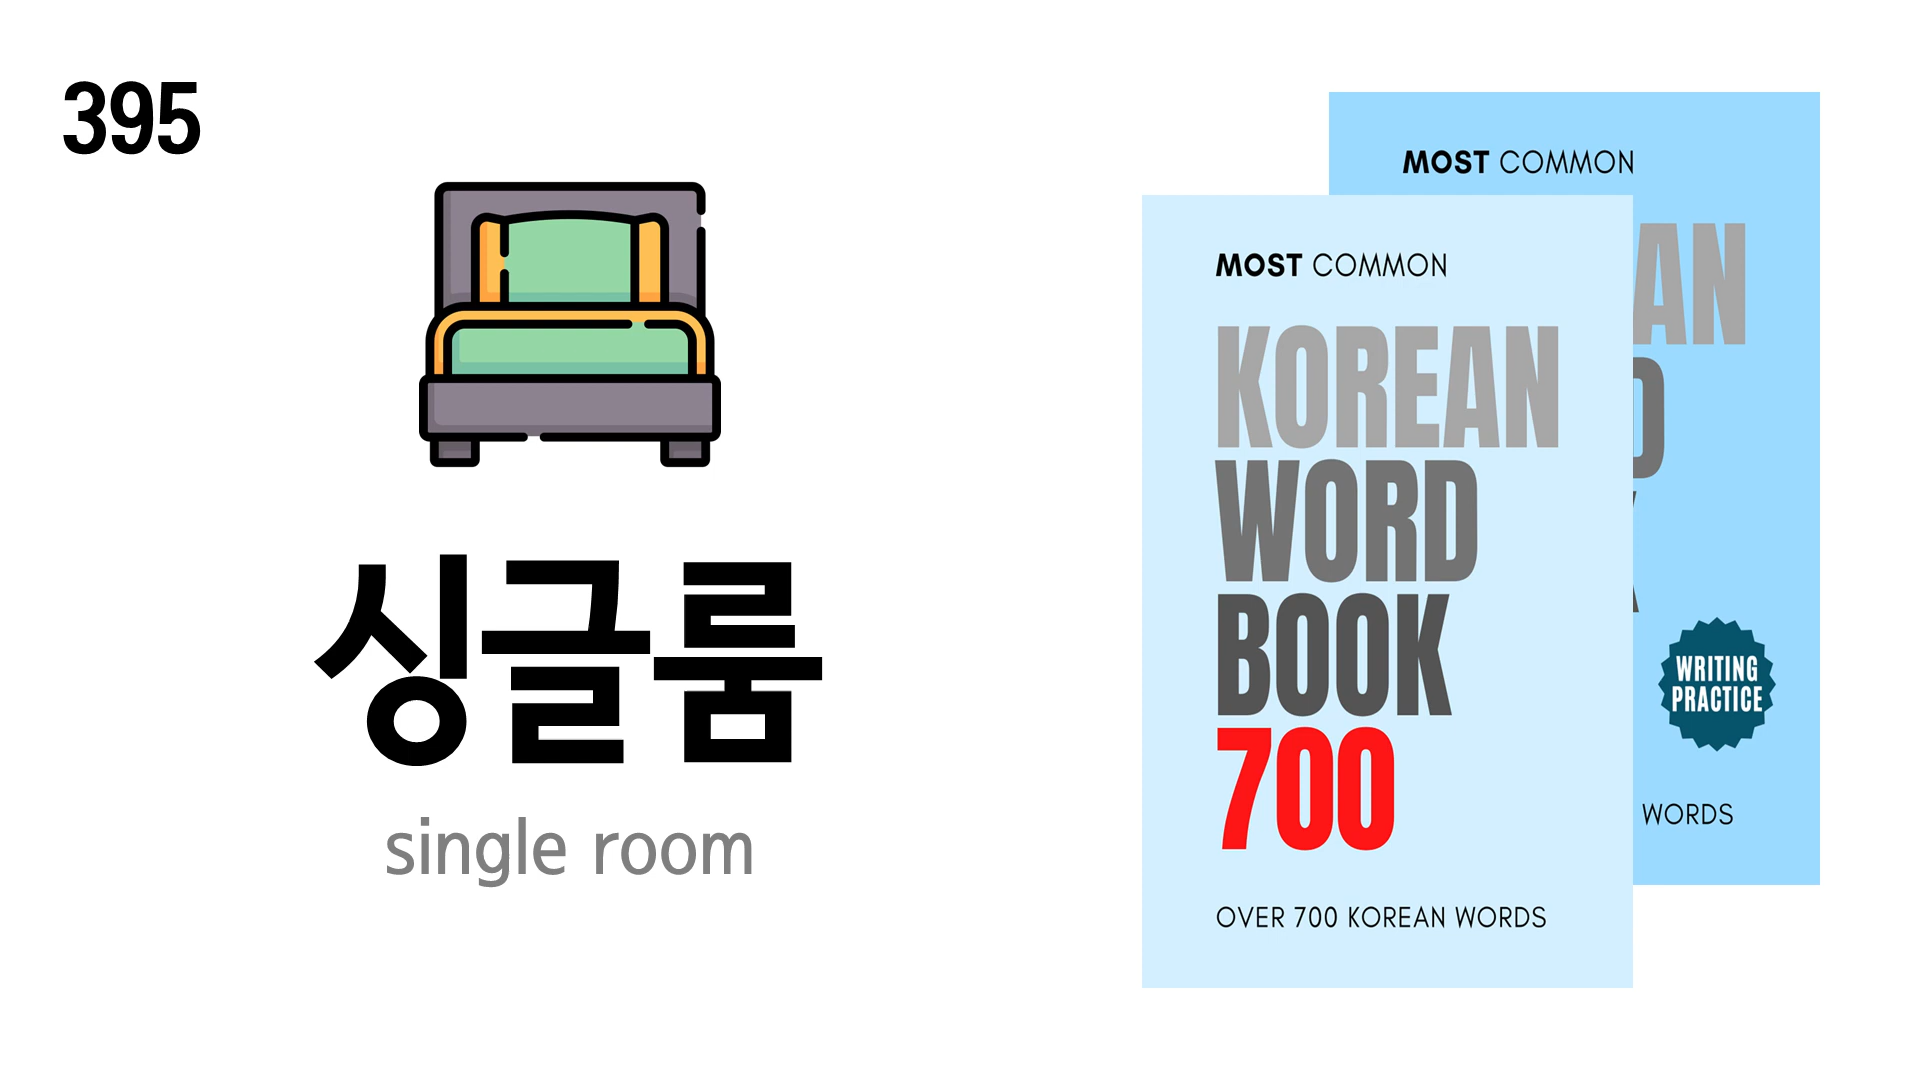 395
싱글룸
single room
MOST COMMON
KOREAN
WORD
BOOK
700
OVER 700 KOREAN WORDS
MOST COMMON
WRITING
PRACTICE
WORDS